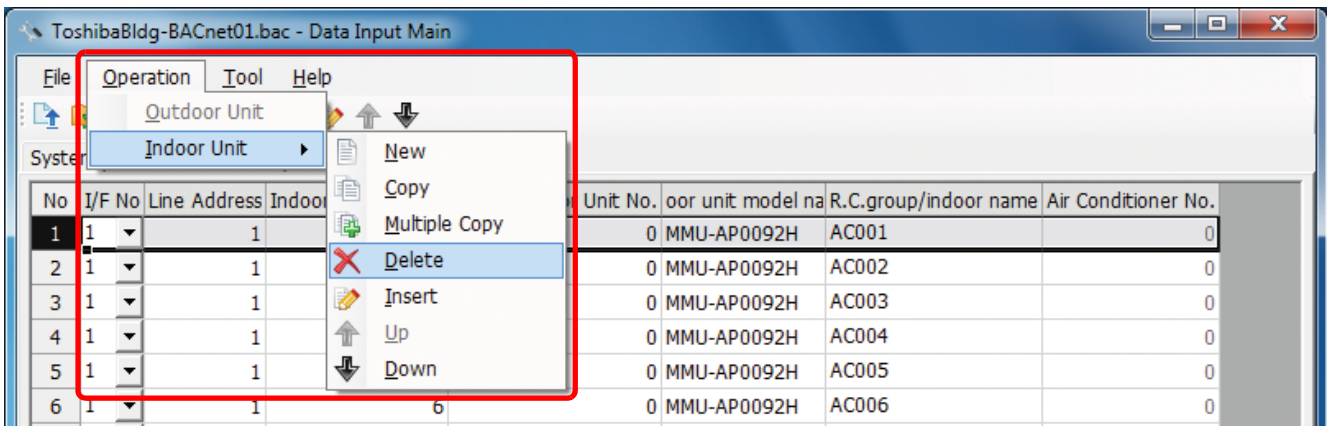 ToshibaBldg-BACnet01.bac - Data Input Main
File Operation Tool Help
Outdoor Unit
Indoor Unit
New
Copy
Multiple Copy
Delete
Insert
Up
Down
No I/F No Line Address Unit No. oor unit model na R.C.group/indoor name Air Conditioner No.
1 1 1 0 MMU-AP0092H AC001 0
2 1 1 0 MMU-AP0092H AC002 0
3 1 1 0 MMU-AP0092H AC003 0
4 1 1 0 MMU-AP0092H AC004 0
5 1 1 0 MMU-AP0092H AC005 0
6 1 1 6 0 MMU-AP0092H AC006 0